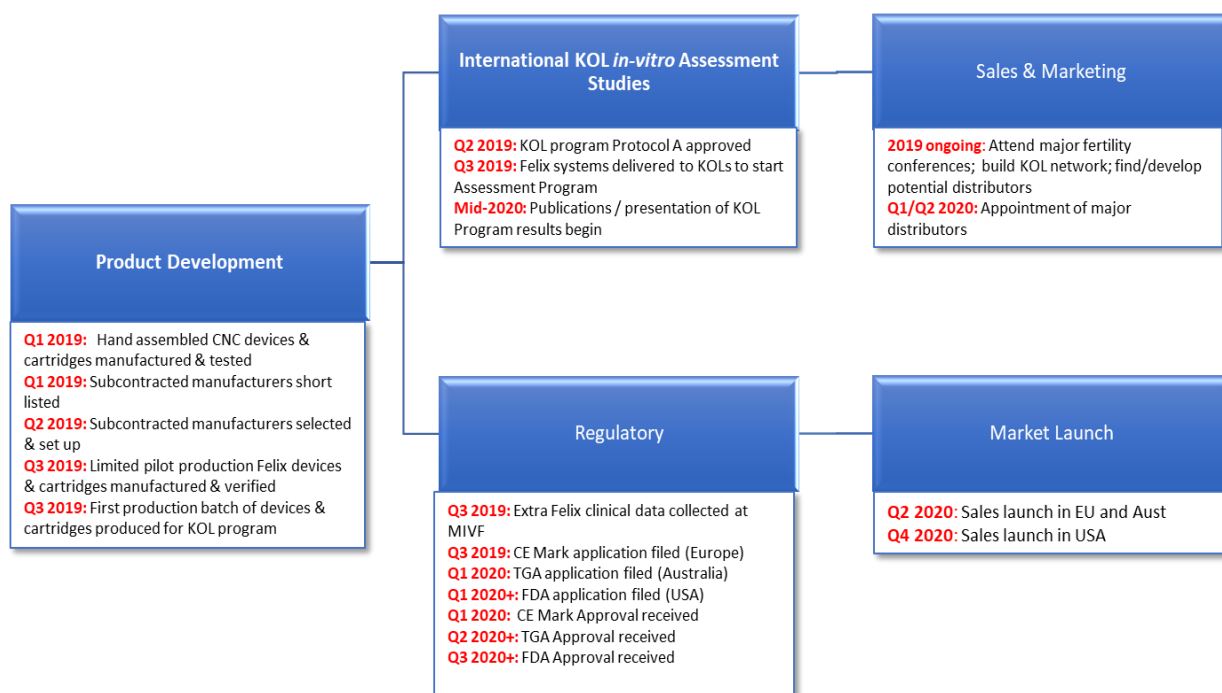 Product Development
Q1 2019: Hand assembled CNC devices &
cartridges manufactured & tested
Q1 2019: Subcontracted manufacturers short
listed
Q2 2019: Subcontracted manufacturers selected
& set up
Q3 2019: Limited pilot production Felix devices
& cartridges manufactured & verified
Q3 2019: First production batch of devices &
cartridges produced for KOL program
International KOL in-vitro Assessment
Studies
Q2 2019: KOL program Protocol A approved
Q3 2019: Felix systems delivered to KOLs to start
Assessment Program
Mid-2020: Publications / presentation of KOL
Program results begin
Sales & Marketing
2019 ongoing: Attend major fertility
conferences; build KOL network; find/develop
potential distributors
Q1/Q2 2020: Appointment of major
distributors
Regulatory
Q3 2019: Extra Felix clinical data collected at
MIVF
Q3 2019: CE Mark application filed (Europe)
Q1 2020: TGA application filed (Australia)
Q1 2020+: FDA application filed (USA)
Q1 2020: CE Mark Approval received
Q2 2020+: TGA Approval received
Q3 2020+: FDA Approval received
Market Launch
Q2 2020: Sales launch in EU and Aust
Q4 2020: Sales launch in USA